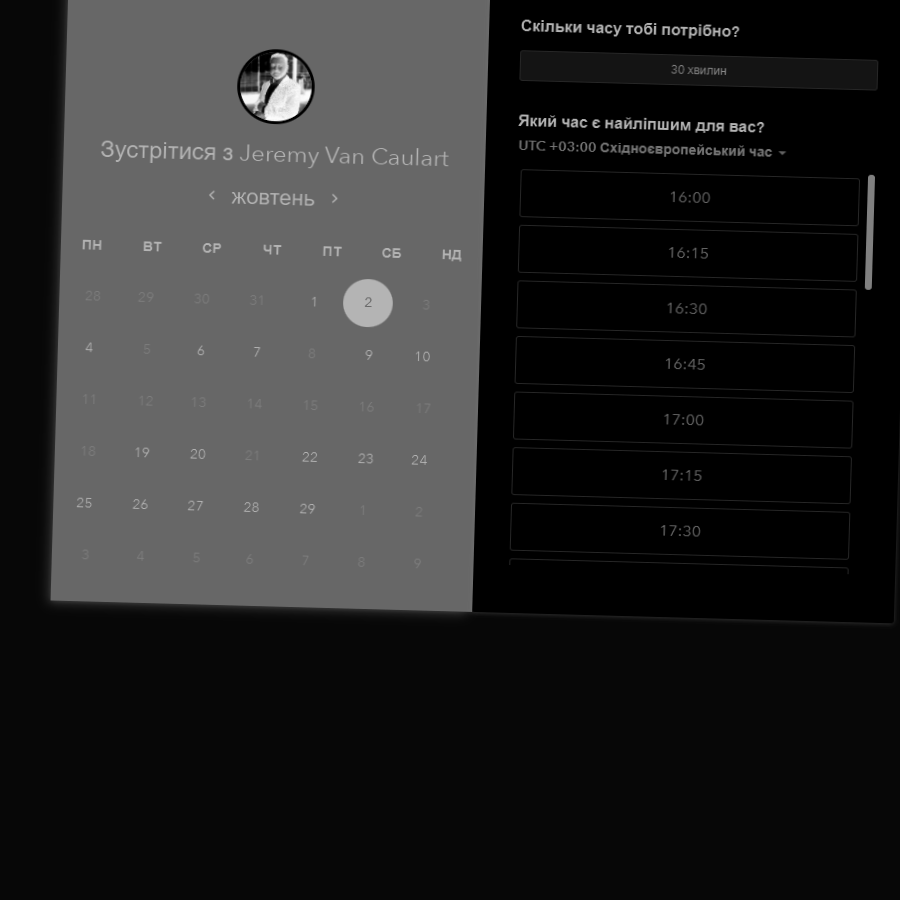 Зустрітися з Jeremy Van Caulart
‹ жовтень ›
ПН ВТ СР ЧТ ПТ СБ НД
28 29 30 31 1 2 3
4 5 6 7 8 9 10
11 12 13 14 15 16 17
18 19 20 21 22 23 24
25 26 27 28 29 1 2
3 4 5 6 7 8 9
Скільки часу тобі потрібно?
30 хвилин
Який час є найліпшим для вас?
UTC +03:00 Східноєвропейський час
16:00
16:15
16:30
16:45
17:00
17:15
17:30